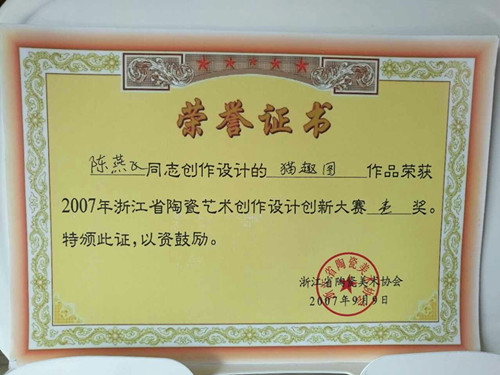 荣誉证书
陈燕飞同志创作设计的 猫趣图 作品荣获
2007年浙江省陶瓷艺术创作设计创新大赛 壹 奖。
特颁此证,以资鼓励。
浙江省陶瓷美术协会
2007年9月9日